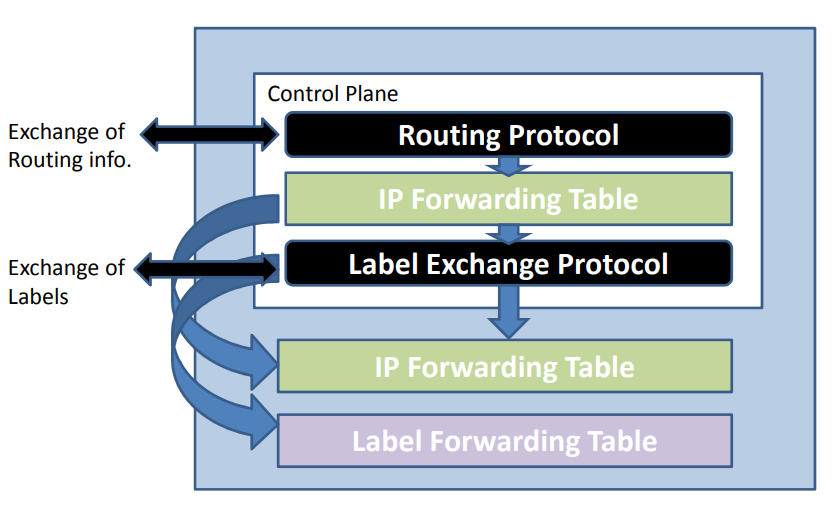 Control Plane
Exchange of
Routing info.
Routing Protocol
IP Forwarding Table
Exchange of
Labels
Label Exchange Protocol
IP Forwarding Table
Label Forwarding Table